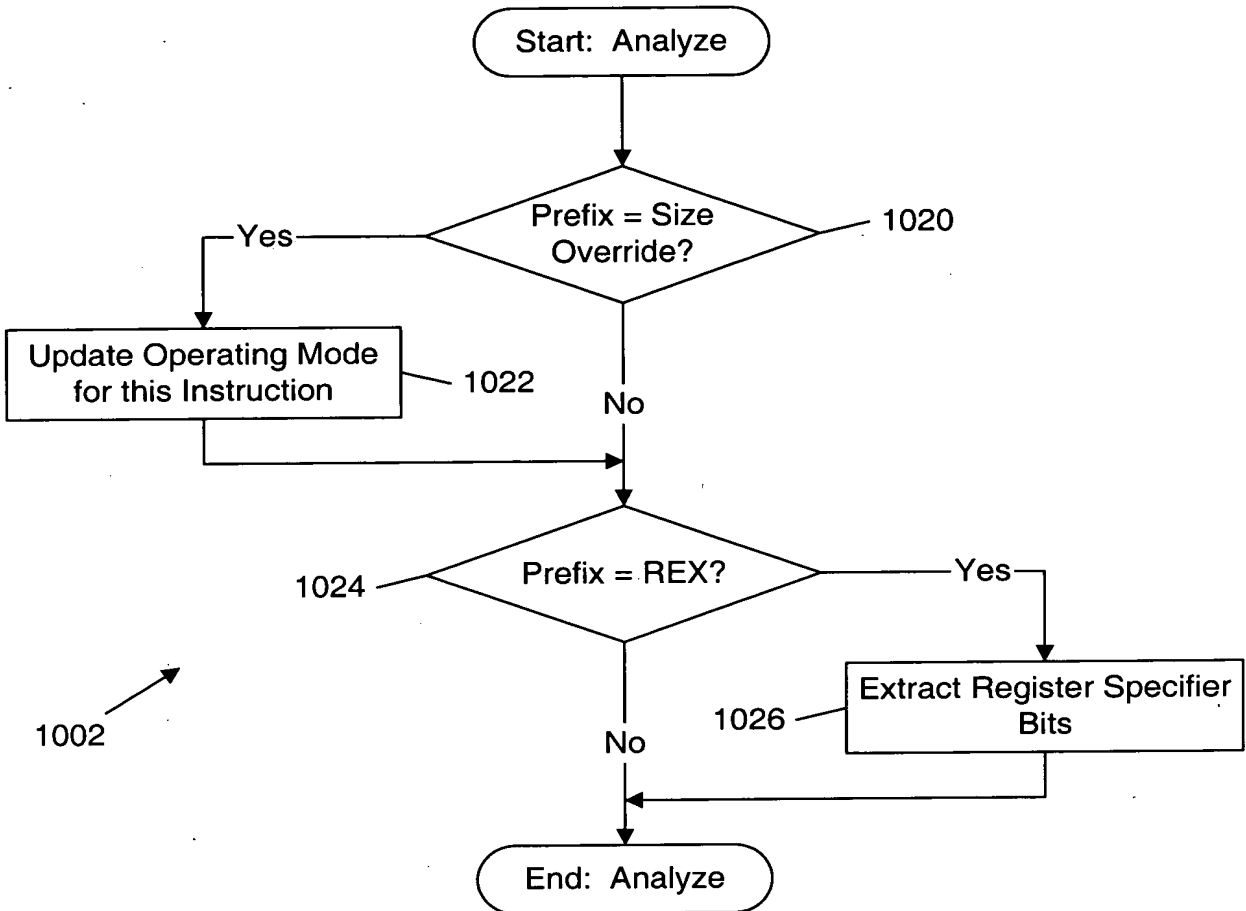 Start: Analyze
Prefix = Size
Override?
1020
Yes
Update Operating Mode
for this Instruction
1022
No
Prefix = REX?
1024
Yes
Extract Register Specifier
Bits
1026
No
1002
End: Analyze